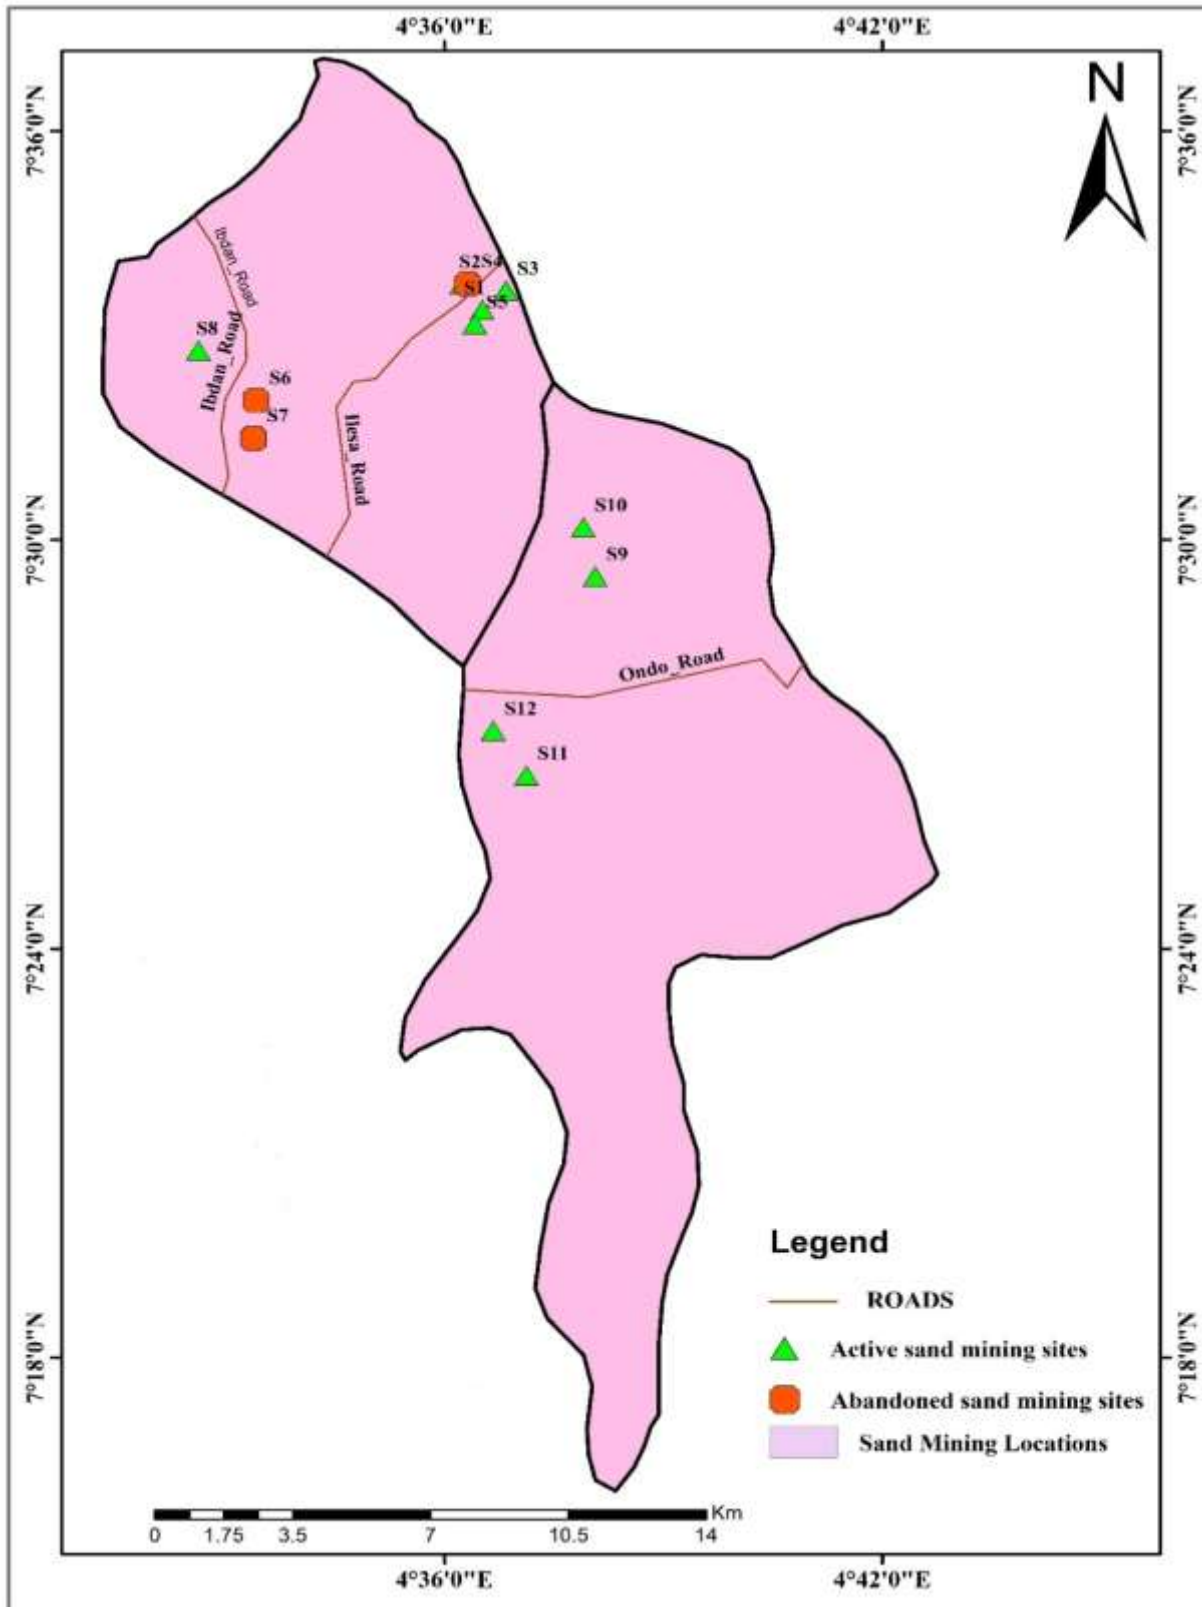 4°36'0"E 4°42'0"E
N
7°36'0"N 7°36'0"N
Ibdan_Road
S2S4
S3
S1
S5
S8
Ibdan_Road
S6
S7
Ilesa_Road
S10
7°30'0"N 7°30'0"N
S9
Ondo_Road
S12
S11
7°24'0"N 7°24'0"N
Legend
ROADS
7°18'0"N 7°18'0"N
Active sand mining sites
Abandoned sand mining sites
Sand Mining Locations
Km
0 1.75 3.5 7 10.5 14
4°36'0"E 4°42'0"E